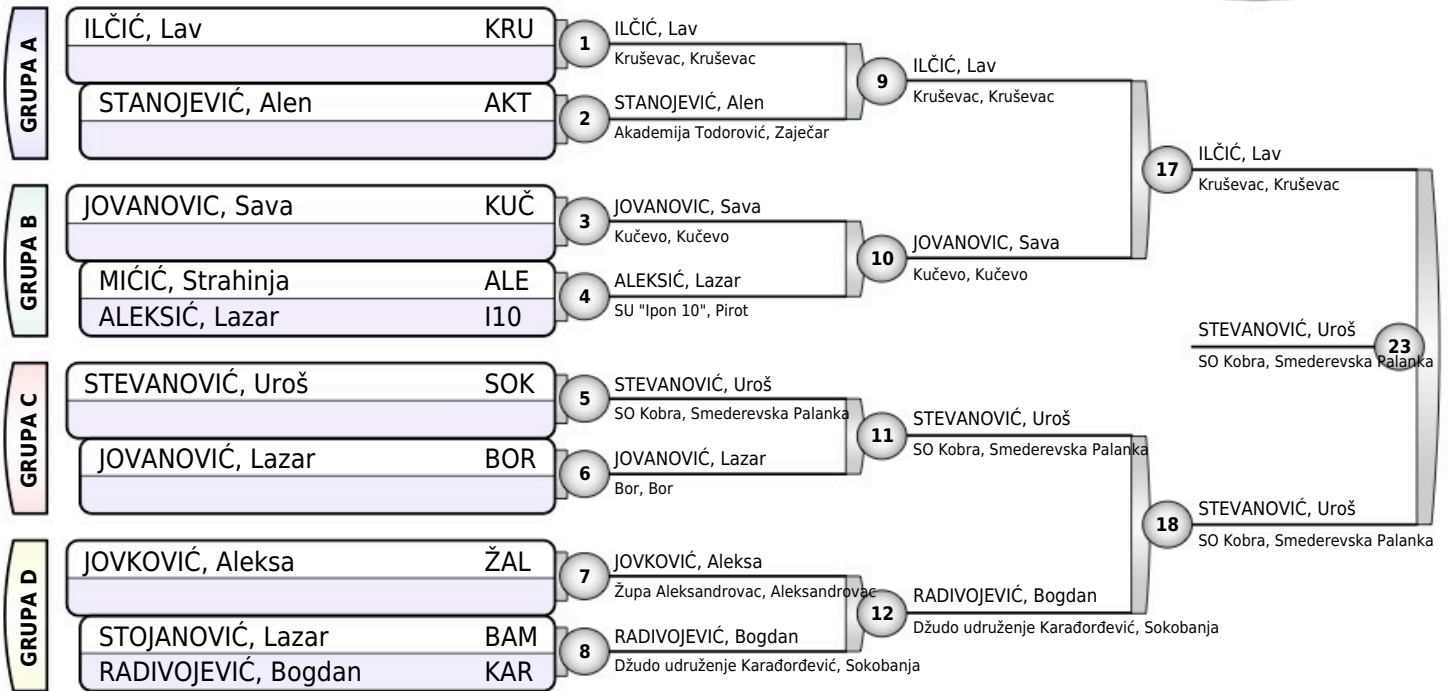 GRUPA A
ILČIĆ, Lav KRU
STANOJEVIĆ, Alen AKT
GRUPA B
JOVANOVIC, Sava KUČ
MIĆIĆ, Strahinja ALE
ALEKSIĆ, Lazar I10
GRUPA C
STEVANOVIĆ, Uroš SOK
JOVANOVIĆ, Lazar BOR
GRUPA D
JOVKOVIĆ, Aleksa ŽAL
STOJANOVIĆ, Lazar BAM
RADIVOJEVIĆ, Bogdan KAR
1
ILČIĆ, Lav
Kruševac, Kruševac
2
STANOJEVIĆ, Alen
Akademija Todorović, Zaječar
3
JOVANOVIC, Sava
Kučevo, Kučevo
4
ALEKSIĆ, Lazar
SU "Ipon 10", Pirot
5
STEVANOVIĆ, Uroš
SO Kobra, Smederevska Palanka
6
JOVANOVIĆ, Lazar
Bor, Bor
7
JOVKOVIĆ, Aleksa
Župa Aleksandrovac, Aleksandrovac
8
RADIVOJEVIĆ, Bogdan
Džudo udruženje Karađorđević, Sokobanja
9
ILČIĆ, Lav
Kruševac, Kruševac
10
JOVANOVIC, Sava
Kučevo, Kučevo
11
STEVANOVIĆ, Uroš
SO Kobra, Smederevska Palanka
12
RADIVOJEVIĆ, Bogdan
Džudo udruženje Karađorđević, Sokobanja
17
ILČIĆ, Lav
Kruševac, Kruševac
18
STEVANOVIĆ, Uroš
SO Kobra, Smederevska Palanka
23
STEVANOVIĆ, Uroš
SO Kobra, Smederevska Palanka